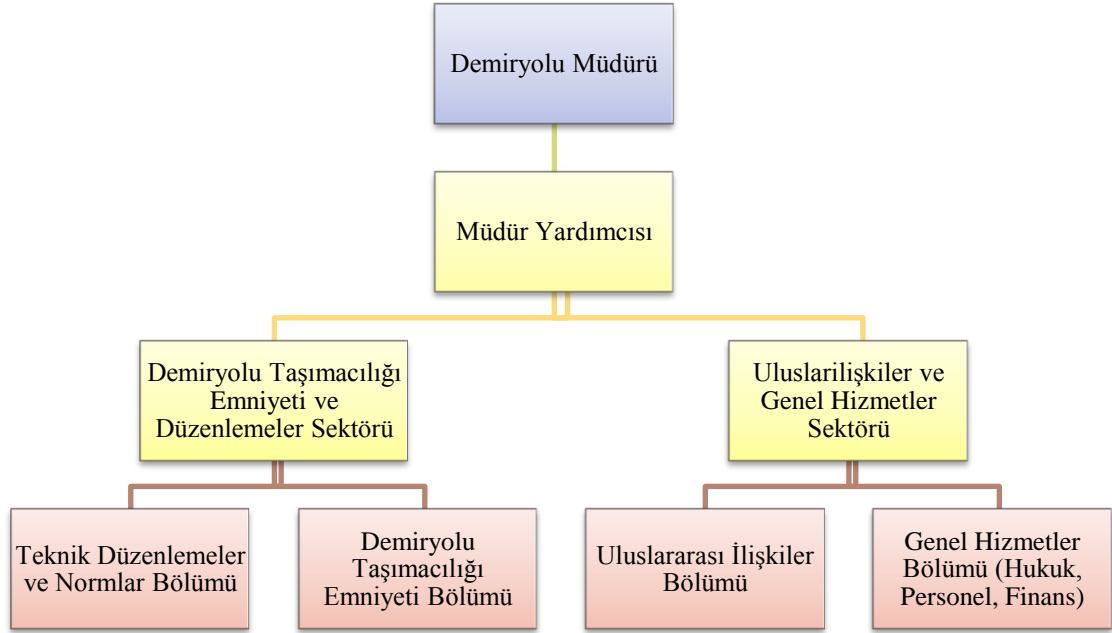 Demiryolu Müdürü
Müdür Yardımcısı
Demiryolu Taşımacılığı
Emniyeti ve
Düzenlemeler Sektörü
Uluslarilişkiler ve
Genel Hizmetler
Sektörü
Teknik Düzenlemeler
ve Normlar Bölümü
Demiryolu
Taşımacılığı
Emniyeti Bölümü
Uluslararası İlişkiler
Bölümü
Genel Hizmetler
Bölümü (Hukuk,
Personel, Finans)